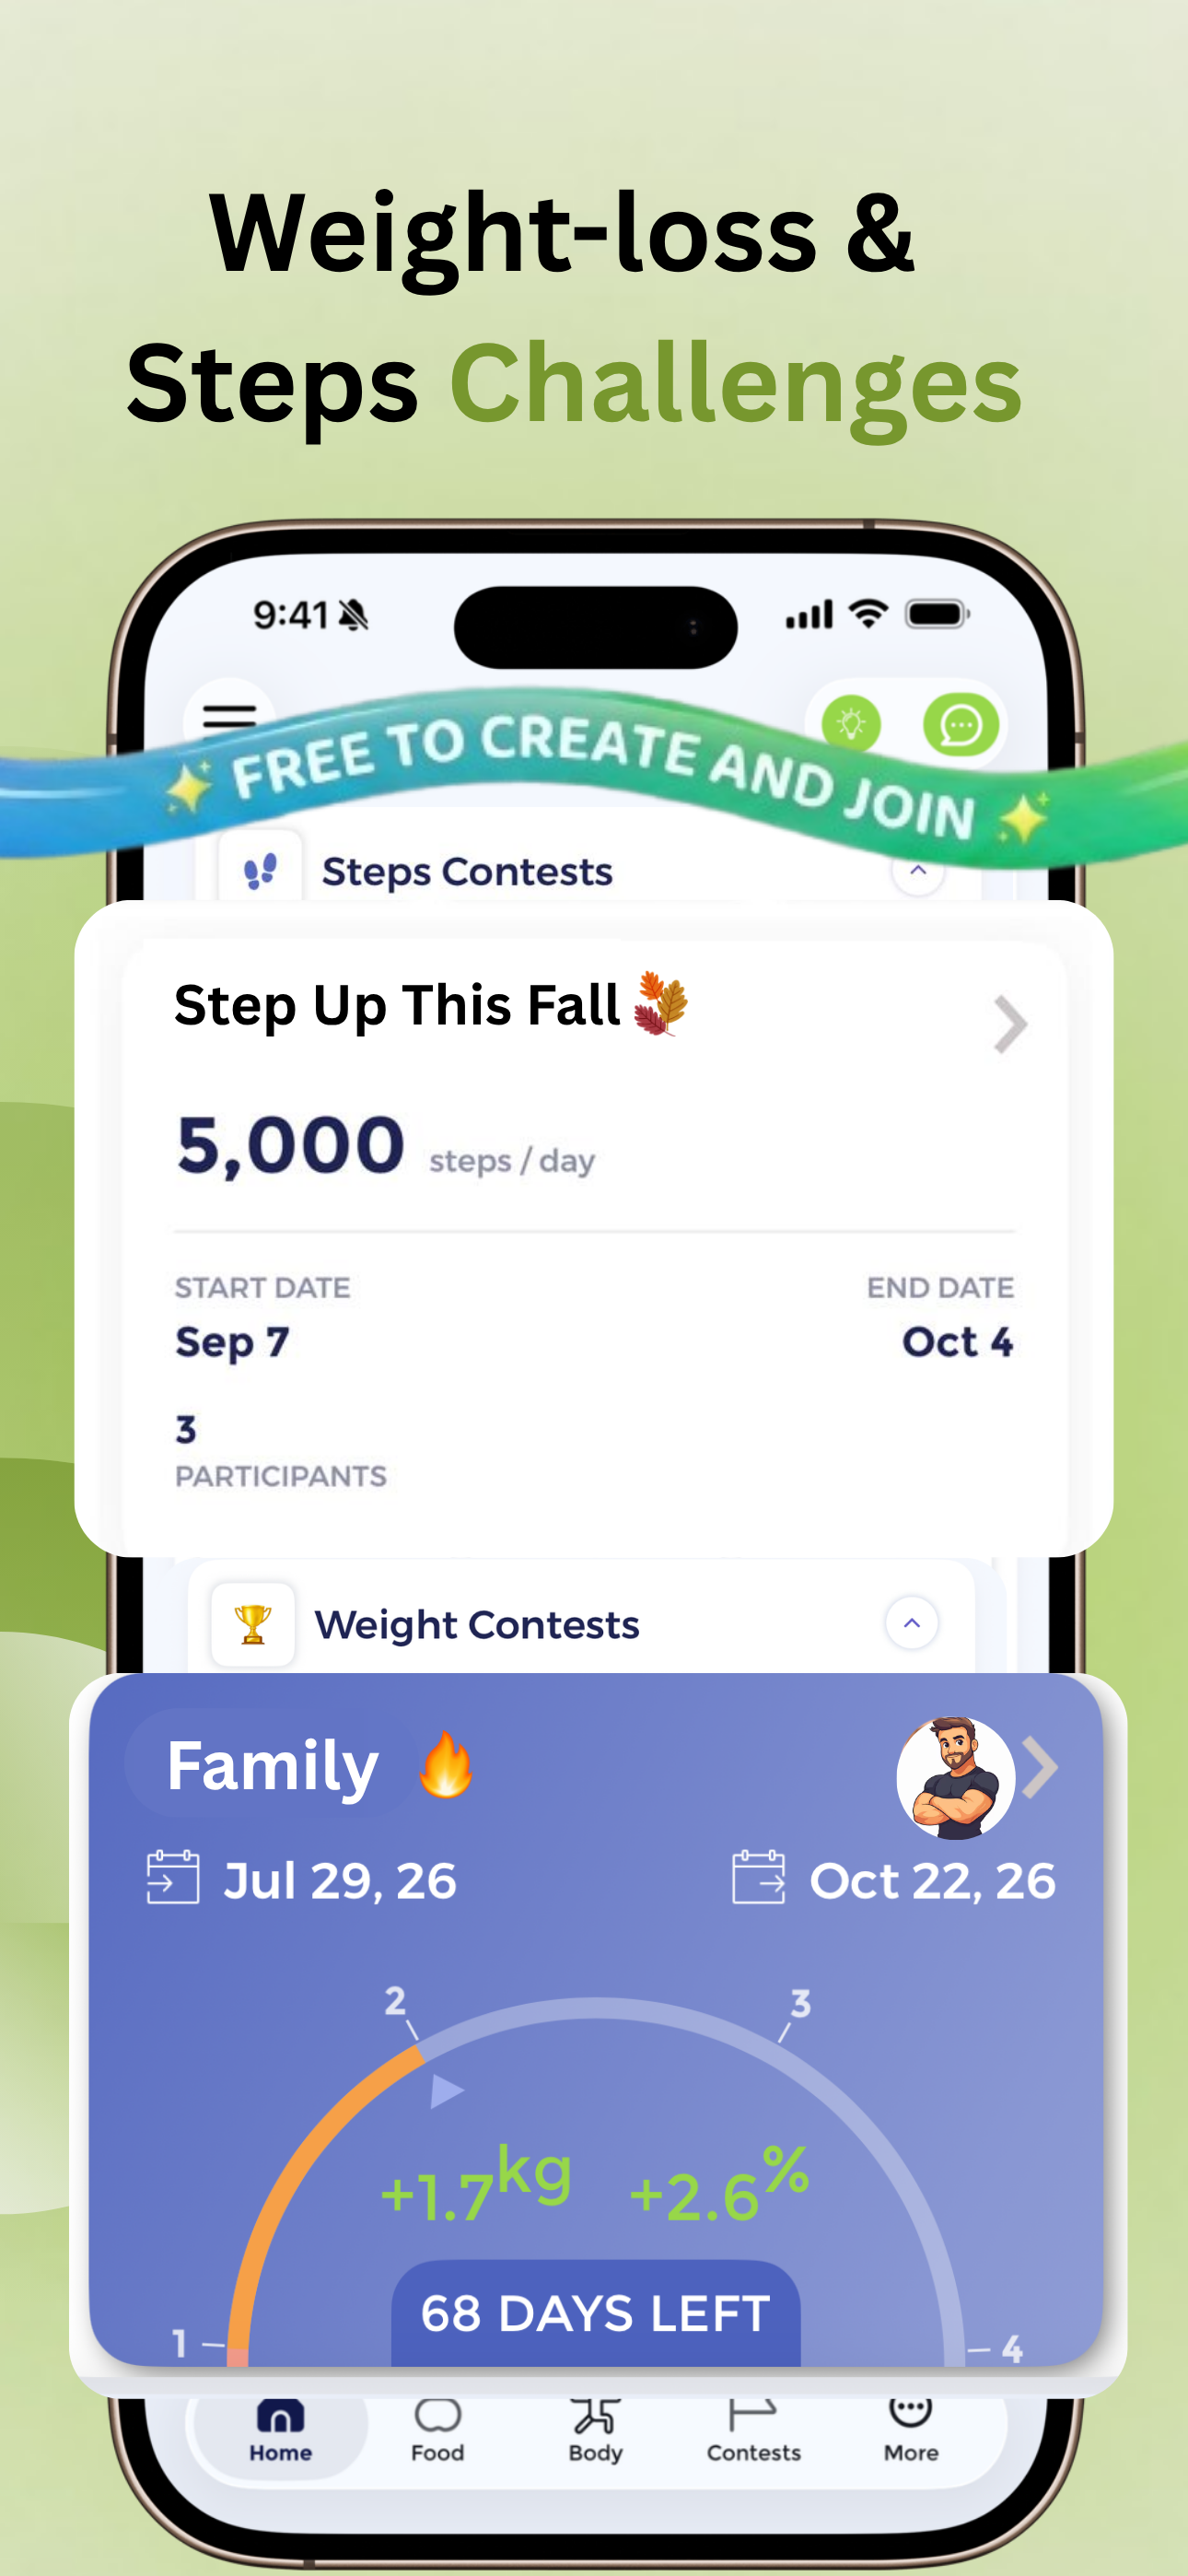 Weight-loss &
Steps Challenges
9:41
FREE TO CREATE AND JOIN
Steps Contests
Step Up This Fall
5,000 steps / day
START DATE END DATE
Sep 7 Oct 4
3
PARTICIPANTS
Weight Contests
Family
Jul 29, 26 Oct 22, 26
2 3
+1.7kg +2.6%
68 DAYS LEFT
1 4
Home Food Body Contests More